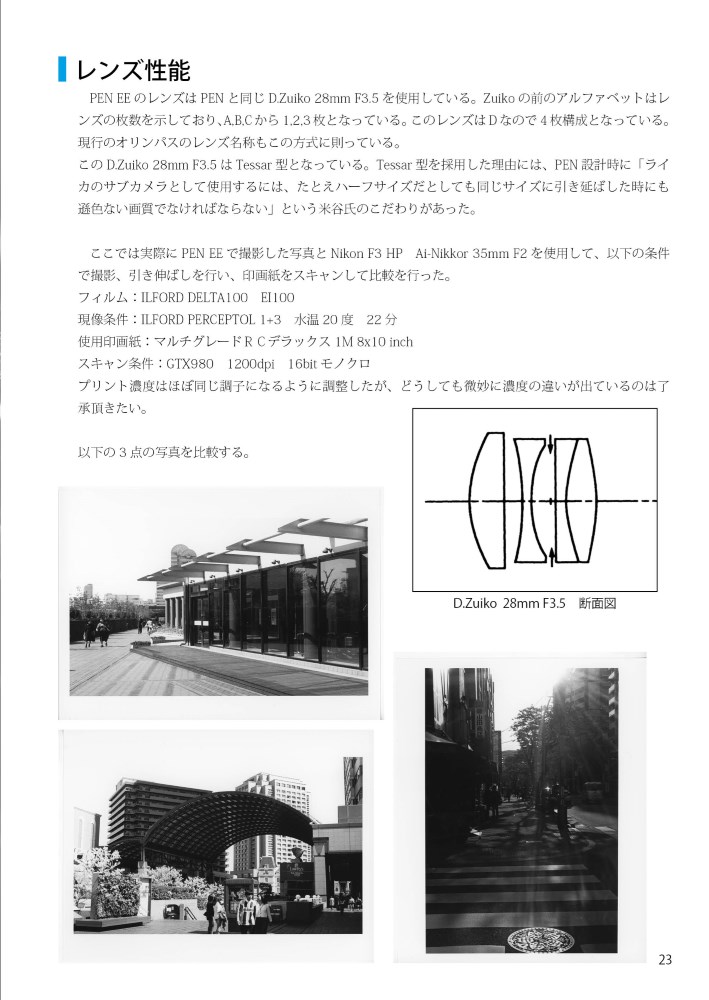 レンズ性能
PEN EE のレンズは PEN と同じ D.Zuiko 28mm F3.5 を使用している。Zuiko の前のアルファベットはレ
ンズの枚数を示しており、A,B,C から 1,2,3 枚となっている。このレンズは D なので 4 枚構成となっている。
現行のオリンパスのレンズ名称もこの方式に則っている。
この D.Zuiko 28mm F3.5 は Tessar 型となっている。Tessar 型を採用した理由には、PEN 設計時に「ライ
カのサブカメラとして使用するには、たとえハーフサイズだとしても同じサイズに引き延ばした時にも
遜色ない画質でなければならない」という米谷氏のこだわりがあった。
ここでは実際に PEN EE で撮影した写真と Nikon F3 HP　Ai-Nikkor 35mm F2 を使用して、以下の条件
で撮影、引き伸ばしを行い、印画紙をスキャンして比較を行った。
フィルム：ILFORD DELTA100　EI100
現像条件：ILFORD PERCEPTOL 1+3　水温 20 度　22 分
使用印画紙：マルチグレードＲＣデラックス 1M 8x10 inch
スキャン条件：GTX980　1200dpi　16bit モノクロ
プリント濃度はほぼ同じ調子になるように調整したが、どうしても微妙に濃度の違いが出ているのは了
承頂きたい。
以下の 3 点の写真を比較する。
D.Zuiko 28mm F3.5　断面図
23